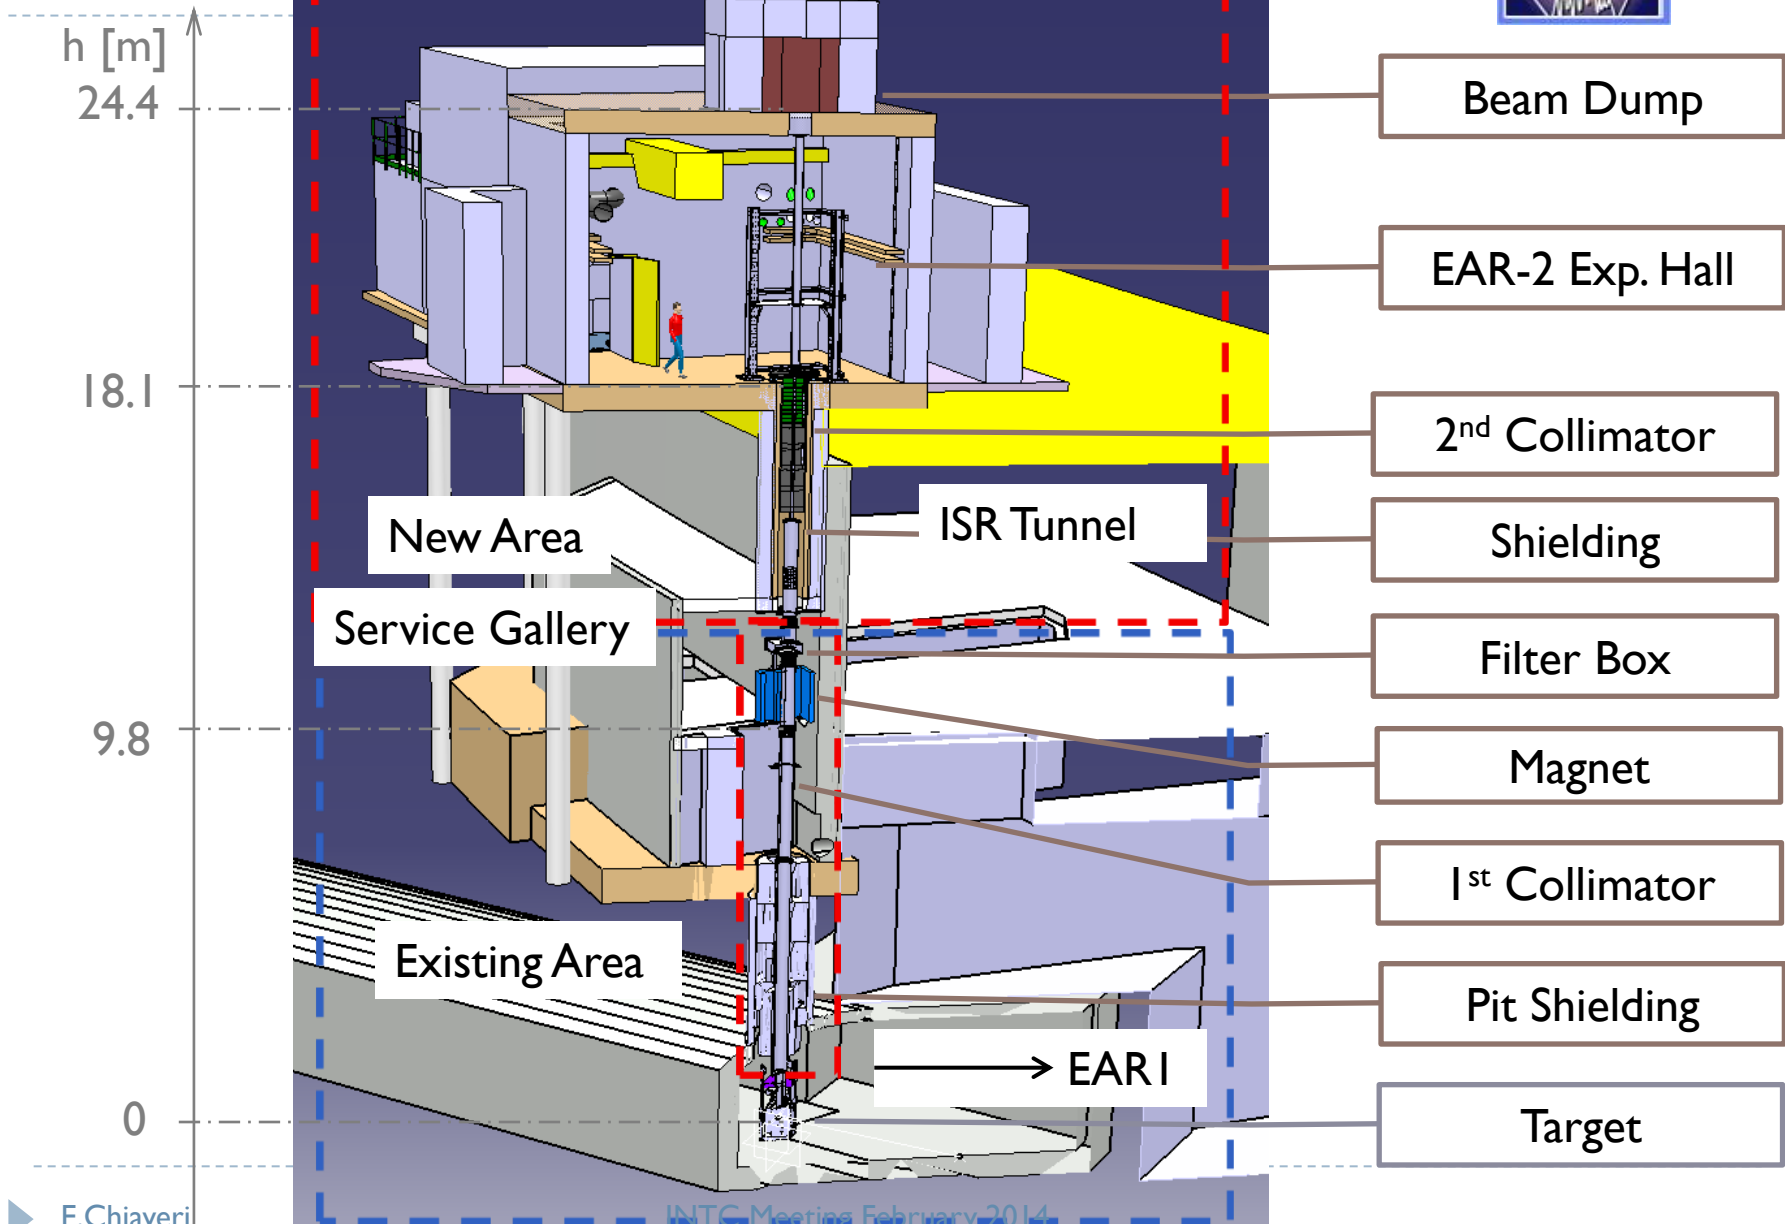 h [m]
24.4
Beam Dump
EAR-2 Exp. Hall
18.1
2nd Collimator
New Area
ISR Tunnel
Shielding
Service Gallery
Filter Box
9.8
Magnet
1st Collimator
Existing Area
Pit Shielding
EAR1
0
Target
E.Chiaveri
INTC Meeting February 2014